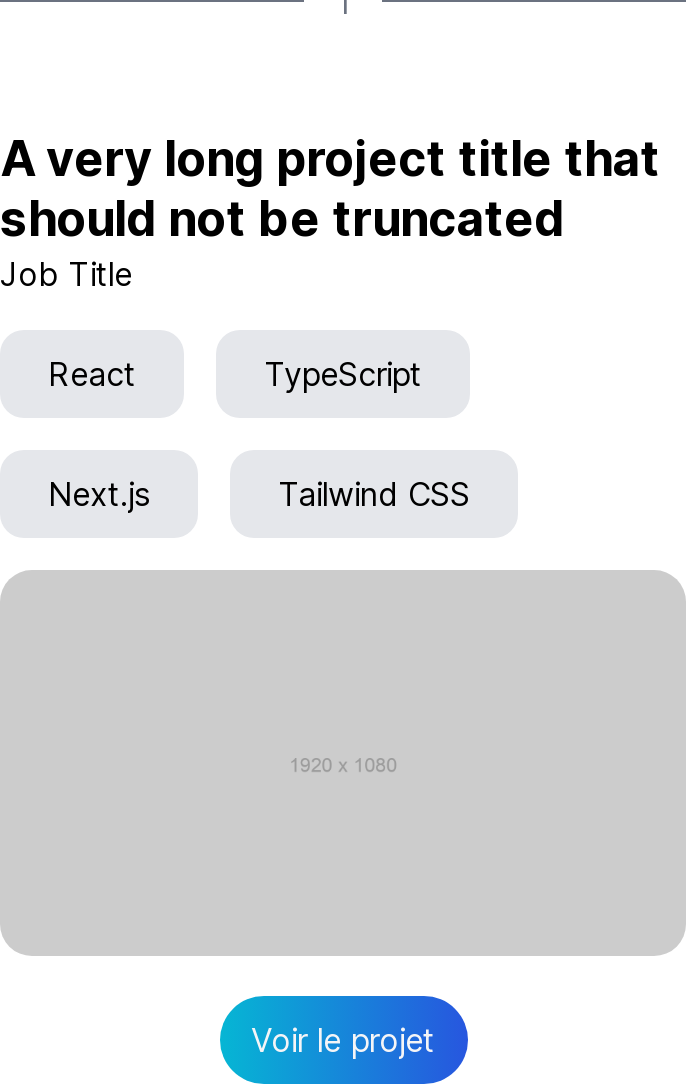 A very long project title that
should not be truncated
Job Title
React
TypeScript
Next.js
Tailwind CSS
1920 x 1080
Voir le projet